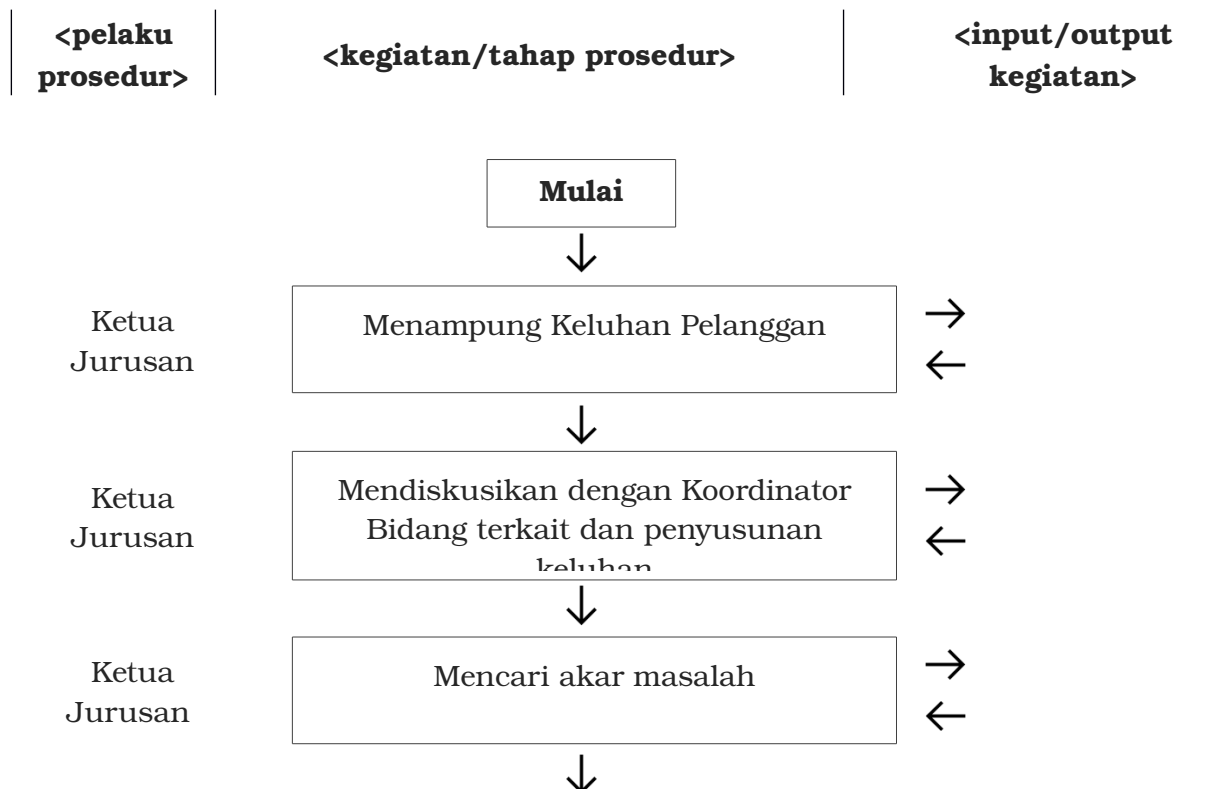 <pelaku
prosedur>
<kegiatan/tahap prosedur>
<input/output
kegiatan>
Mulai
Ketua
Jurusan
Menampung Keluhan Pelanggan
Ketua
Jurusan
Mendiskusikan dengan Koordinator
Bidang terkait dan penyusunan
keluhan
Ketua
Jurusan
Mencari akar masalah